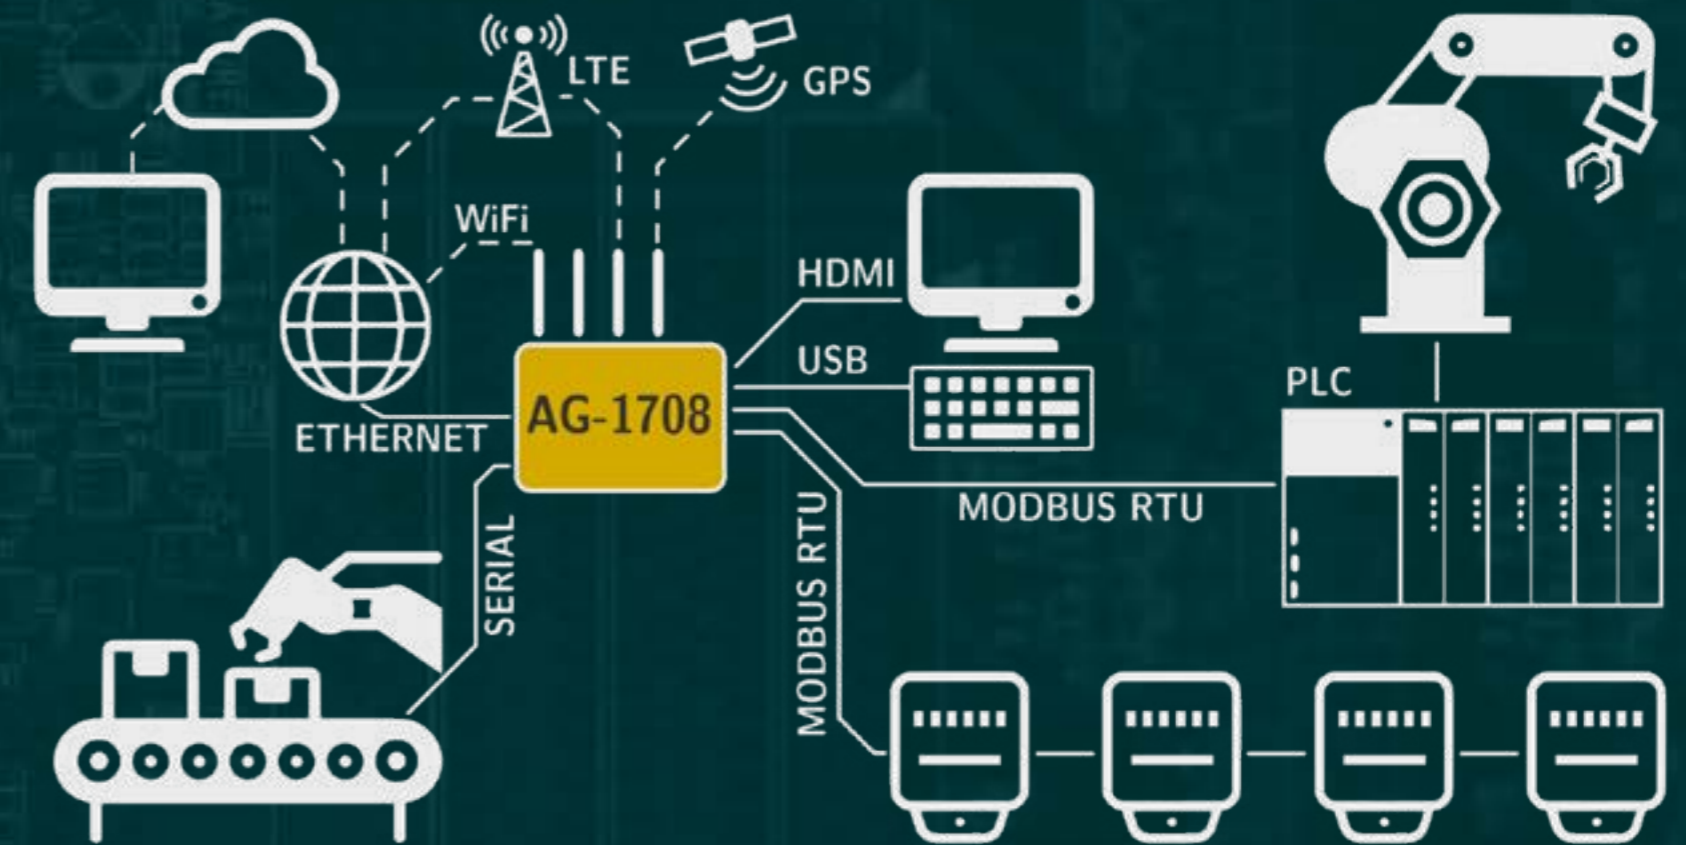 LTE
GPS
WiFi
HDMI
USB
PLC
AG-1708
ETHERNET
MODBUS RTU
SERIAL
MODBUS RTU